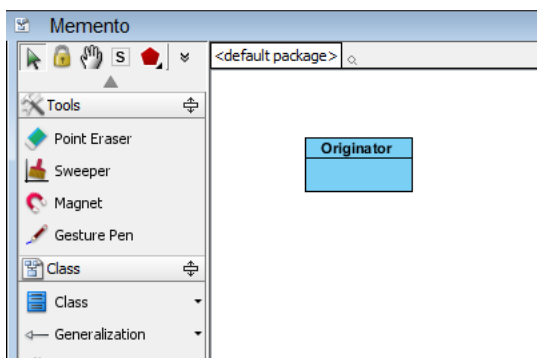 Memento
S
<default package>
Tools
Originator
Point Eraser
Sweeper
Magnet
Gesture Pen
Class
Class
Generalization